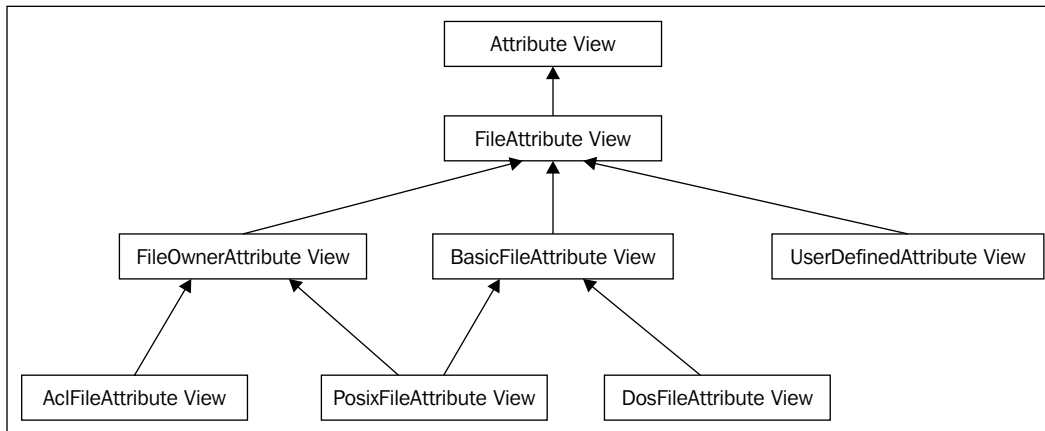 Attribute View
FileAttribute View
FileOwnerAttribute View
BasicFileAttribute View
UserDefinedAttribute View
AclFileAttribute View
PosixFileAttribute View
DosFileAttribute View